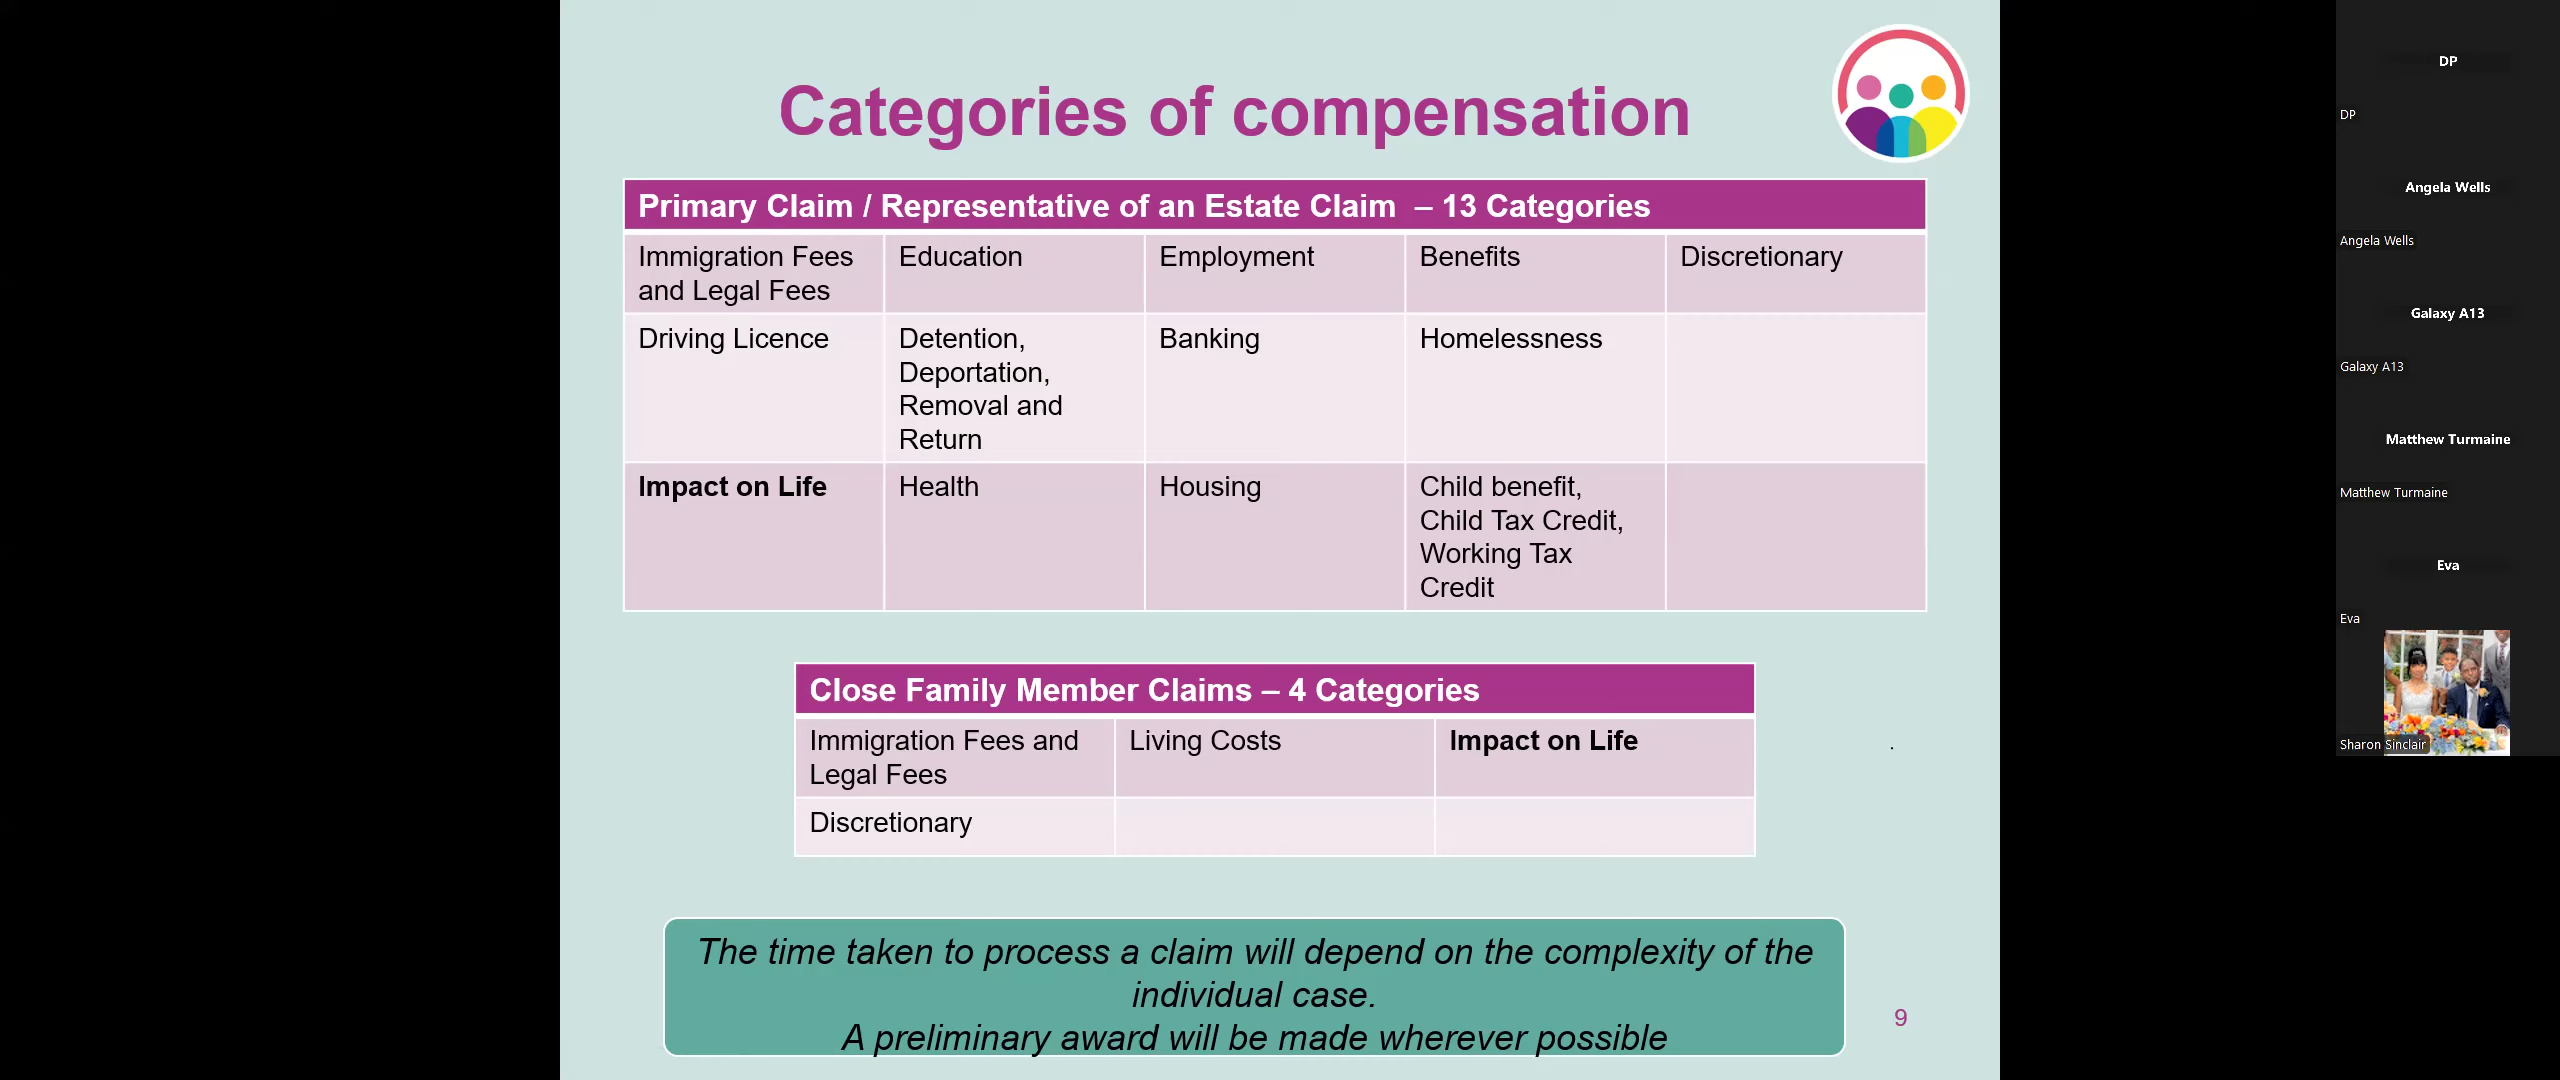 Categories of compensation
Primary Claim / Representative of an Estate Claim – 13 Categories
Immigration Fees
and Legal Fees
Education
Employment
Benefits
Discretionary
Driving Licence
Detention,
Deportation,
Removal and
Return
Banking
Homelessness
Impact on Life
Health
Housing
Child benefit,
Child Tax Credit,
Working Tax
Credit
Close Family Member Claims – 4 Categories
Immigration Fees and
Legal Fees
Living Costs
Impact on Life
Discretionary
The time taken to process a claim will depend on the complexity of the
individual case.
A preliminary award will be made wherever possible
9
DP
DP
Angela Wells
Angela Wells
Galaxy A13
Galaxy A13
Matthew Turmaine
Matthew Turmaine
Eva
Eva
Sharon Sinclair